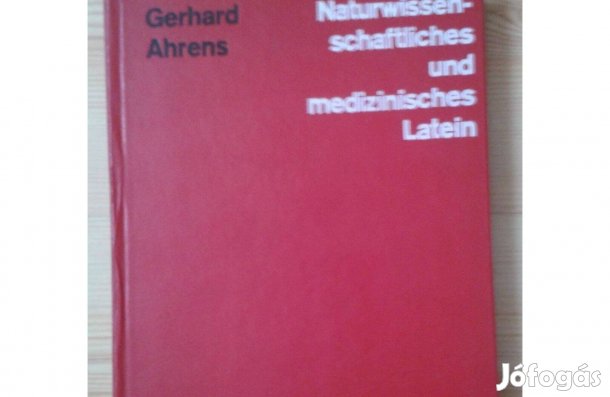 Gerhard
Ahrens
Naturwissen-
schaftliches
und
medizinisches
Latein
Jófogás